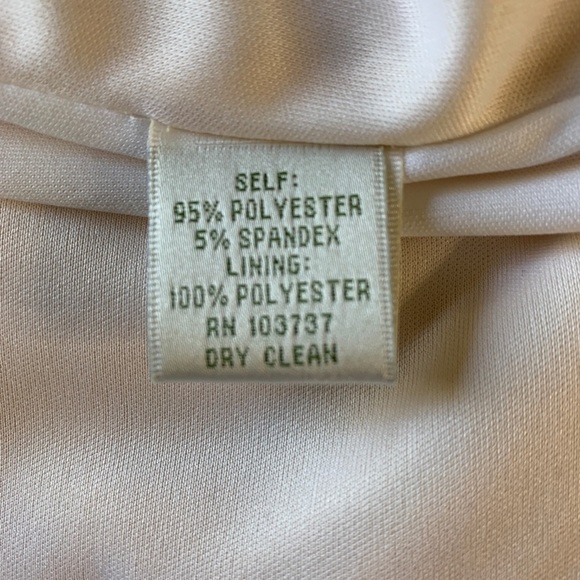 SELF:
95% POLYESTER
5% SPANDEX
LINING:
100% POLYESTER
RN 103737
DRY CLEAN